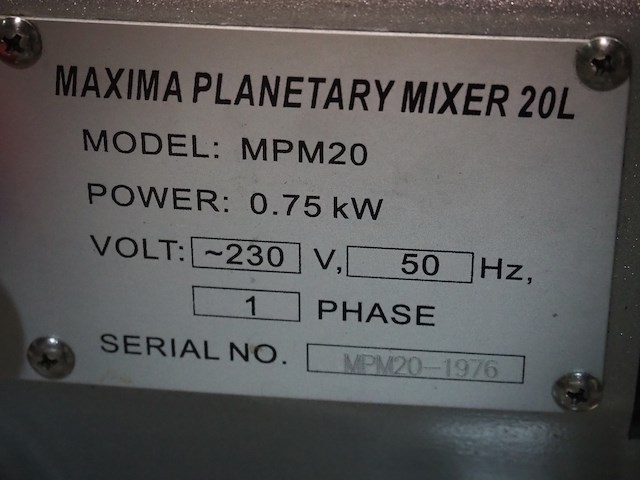 MAXIMA PLANETARY MIXER 20L
MODEL: MPM20
POWER: 0.75 kW
VOLT: ~230 V, 50 Hz,
1 PHASE
SERIAL NO. MPM20-1976